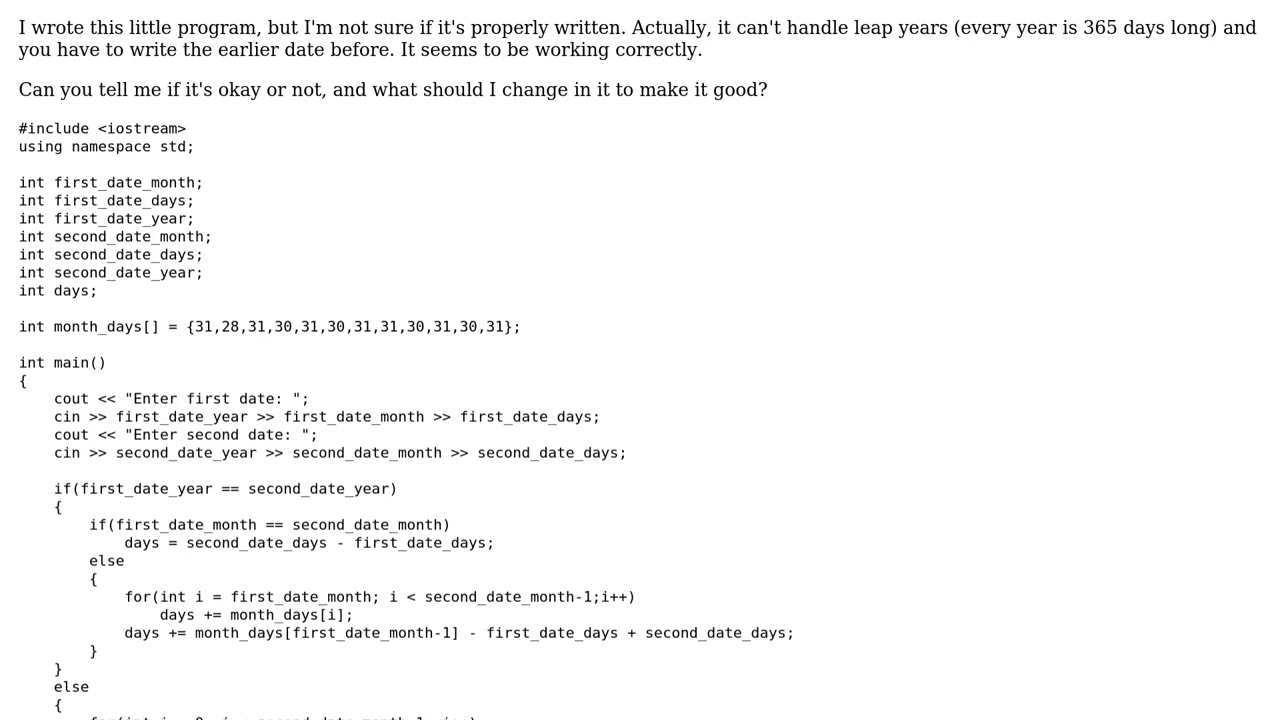 I wrote this little program, but I'm not sure if it's properly written. Actually, it can't handle leap years (every year is 365 days long) and
you have to write the earlier date before. It seems to be working correctly.
Can you tell me if it's okay or not, and what should I change in it to make it good?
#include <iostream>
using namespace std;
int first_date_month;
int first_date_days;
int first_date_year;
int second_date_month;
int second_date_days;
int second_date_year;
int days;
int month_days[] = {31,28,31,30,31,30,31,31,30,31,30,31};
int main()
{
    cout << "Enter first date: ";
    cin >> first_date_year >> first_date_month >> first_date_days;
    cout << "Enter second date: ";
    cin >> second_date_year >> second_date_month >> second_date_days;
    if(first_date_year == second_date_year)
    {
        if(first_date_month == second_date_month)
            days = second_date_days - first_date_days;
        else
        {
            for(int i = first_date_month; i < second_date_month-1;i++)
                days += month_days[i];
            days += month_days[first_date_month-1] - first_date_days + second_date_days;
        }
    }
    else
    {